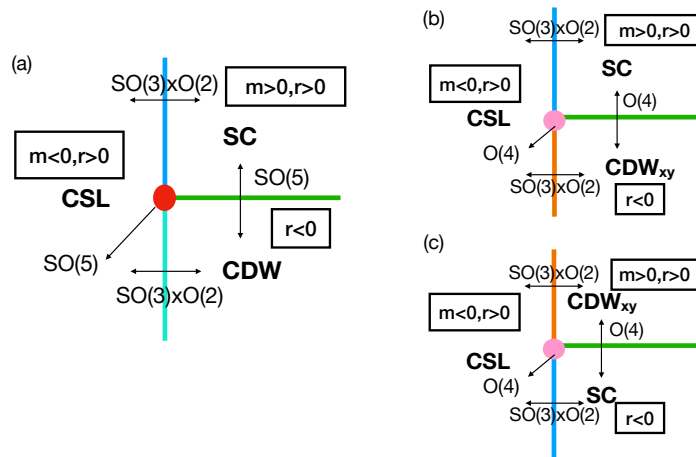 (a)
SO(3)xO(2)
m>0,r>0
SC
m<0,r>0
SO(5)
CSL
r<0
SO(5)
CDW
SO(3)xO(2)
(b)
SO(3)xO(2)
m>0,r>0
SC
m<0,r>0
O(4)
CSL
O(4)
CDWxy
SO(3)xO(2)
r<0
(c)
SO(3)xO(2)
m>0,r>0
CDWxy
m<0,r>0
O(4)
CSL
O(4)
SC
SO(3)xO(2)
r<0